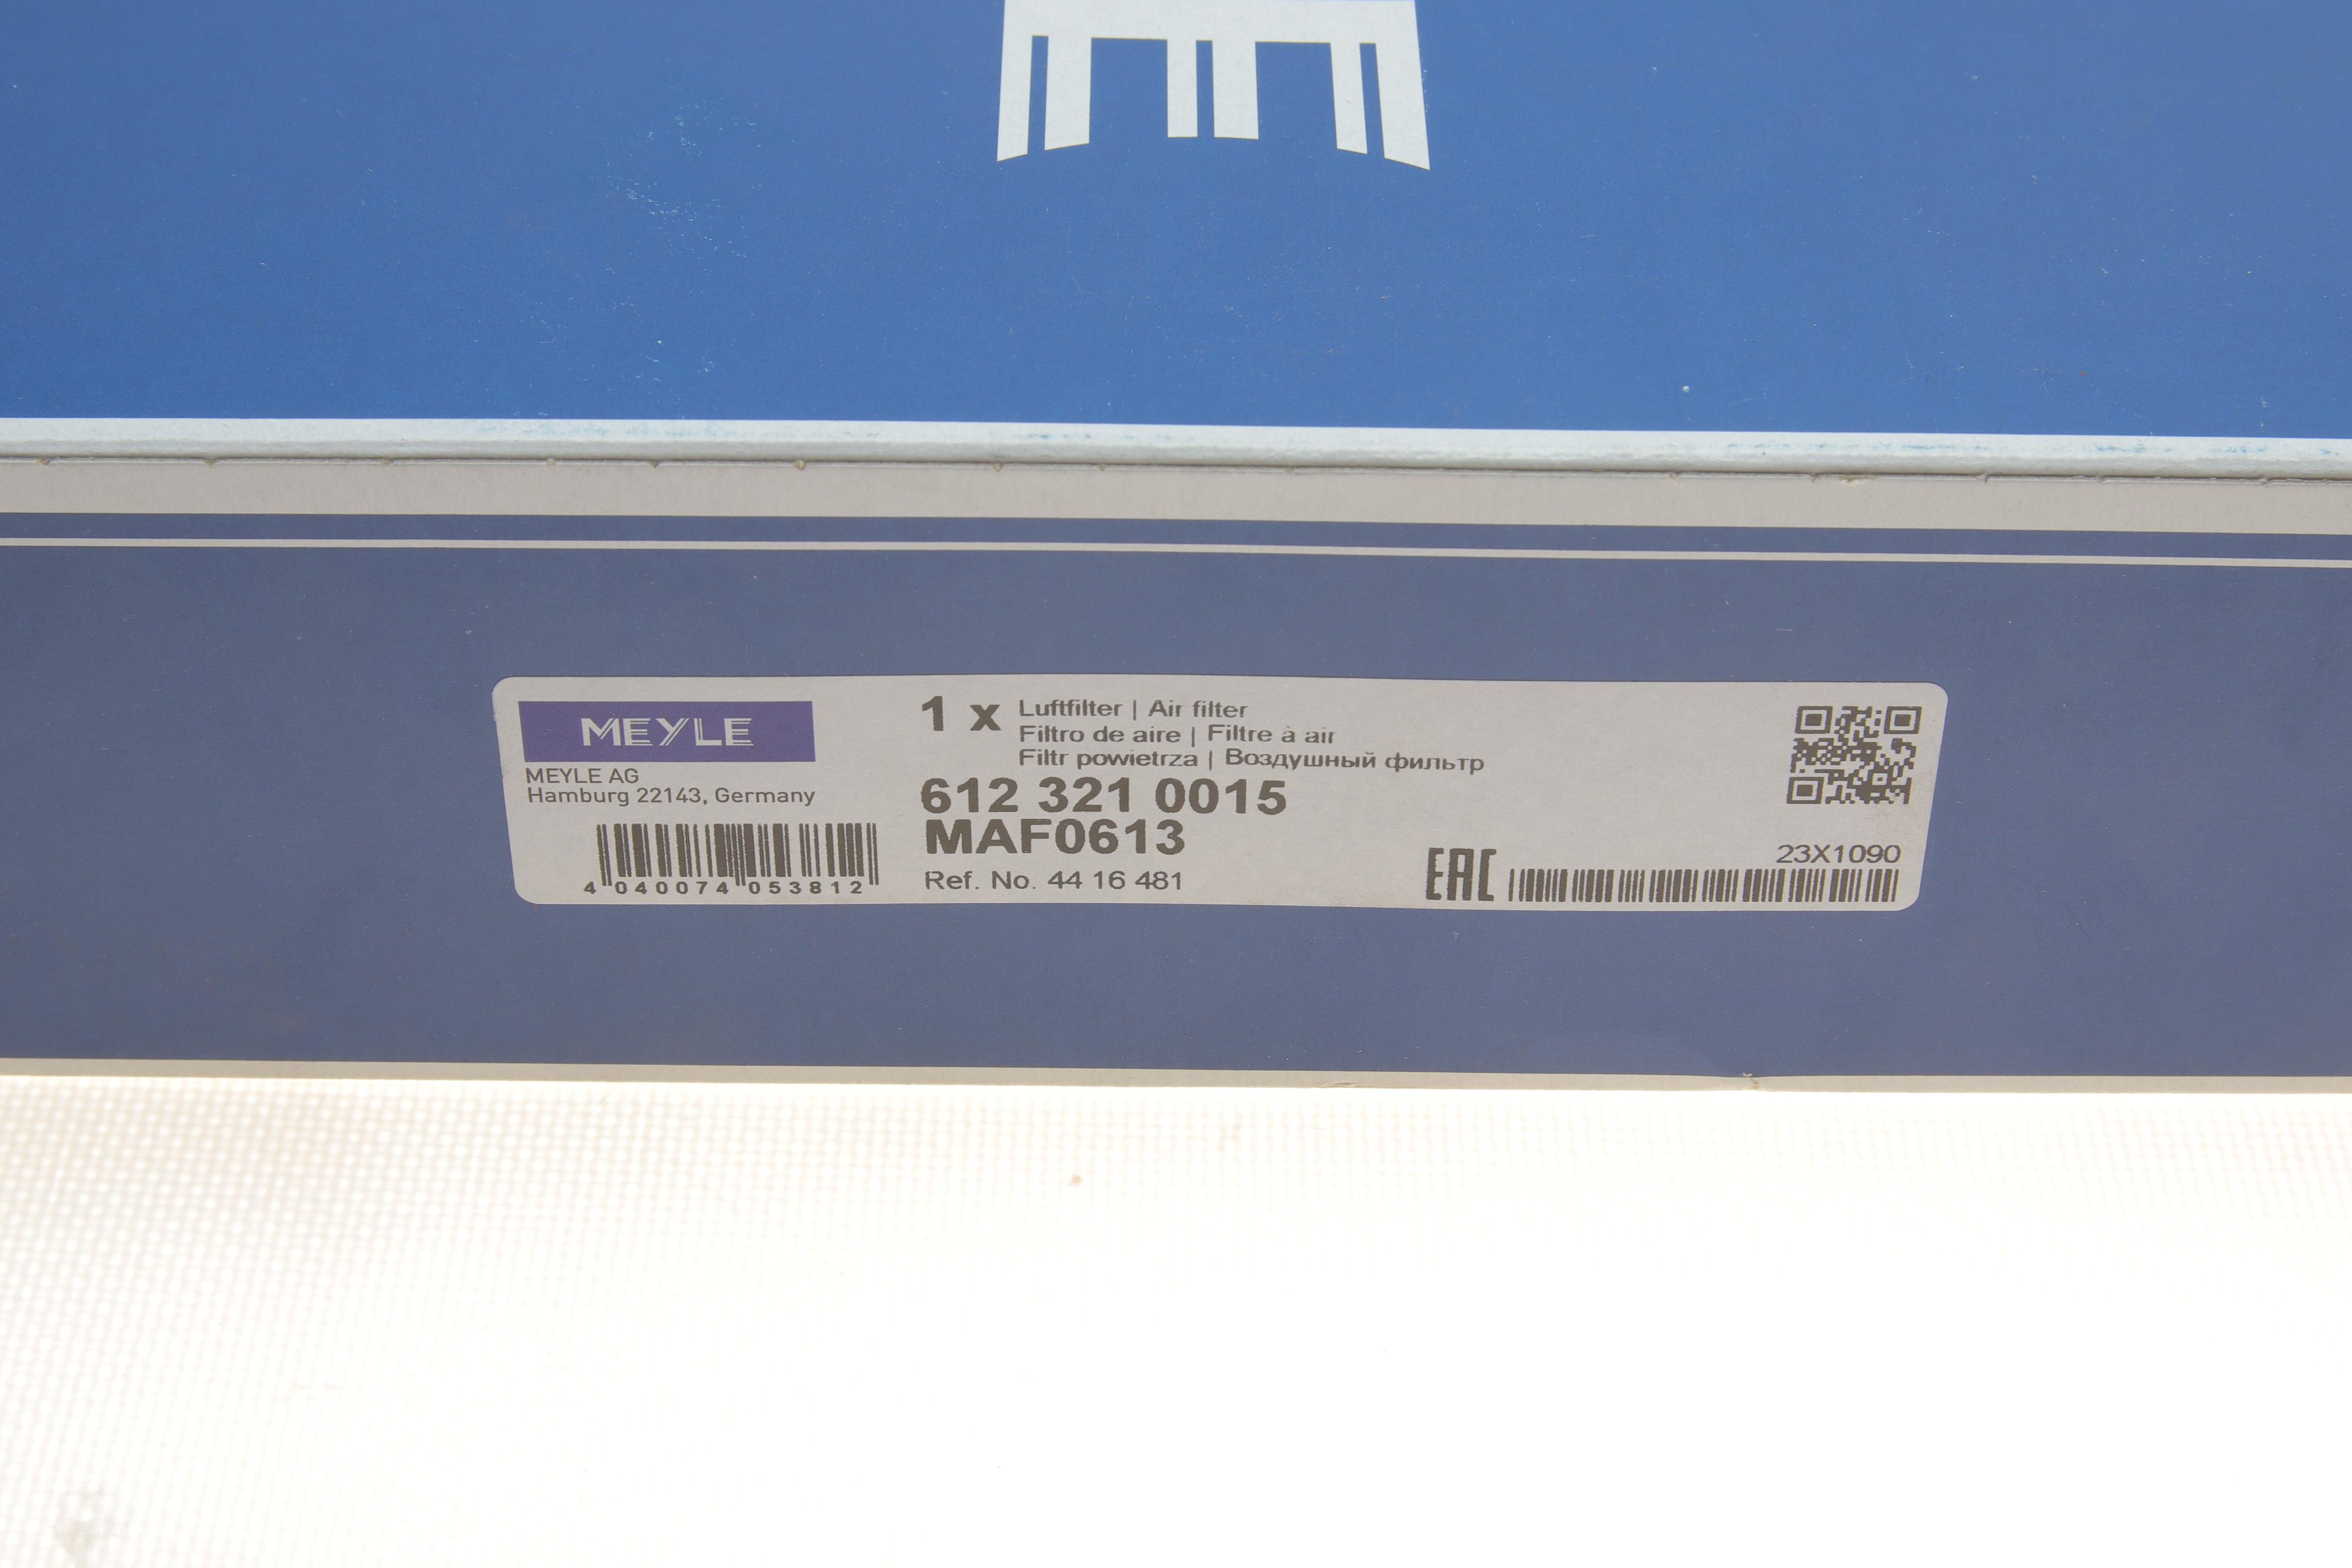 MEYLE
MEYLE AG
Hamburg 22143, Germany
4 040074 053812
1 x
Luftfilter | Air filter
Filtro de aire | Filtre à air
Filtr powietrza | Воздушный фильтр
612 321 0015
MAF0613
Ref. No. 44 16 481
EAC
23X1090